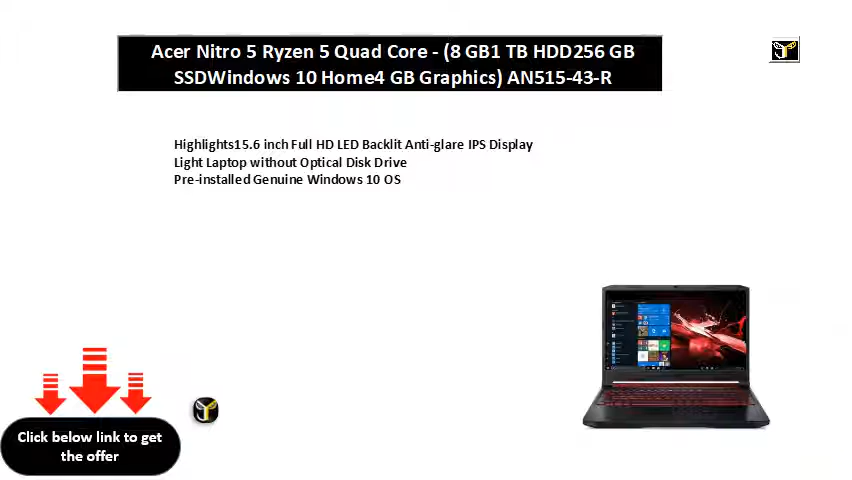 Acer Nitro 5 Ryzen 5 Quad Core - (8 GB1 TB HDD256 GB
SSDWindows 10 Home4 GB Graphics) AN515-43-R
Highlights15.6 inch Full HD LED Backlit Anti-glare IPS Display
Light Laptop without Optical Disk Drive
Pre-installed Genuine Windows 10 OS
Click below link to get
the offer